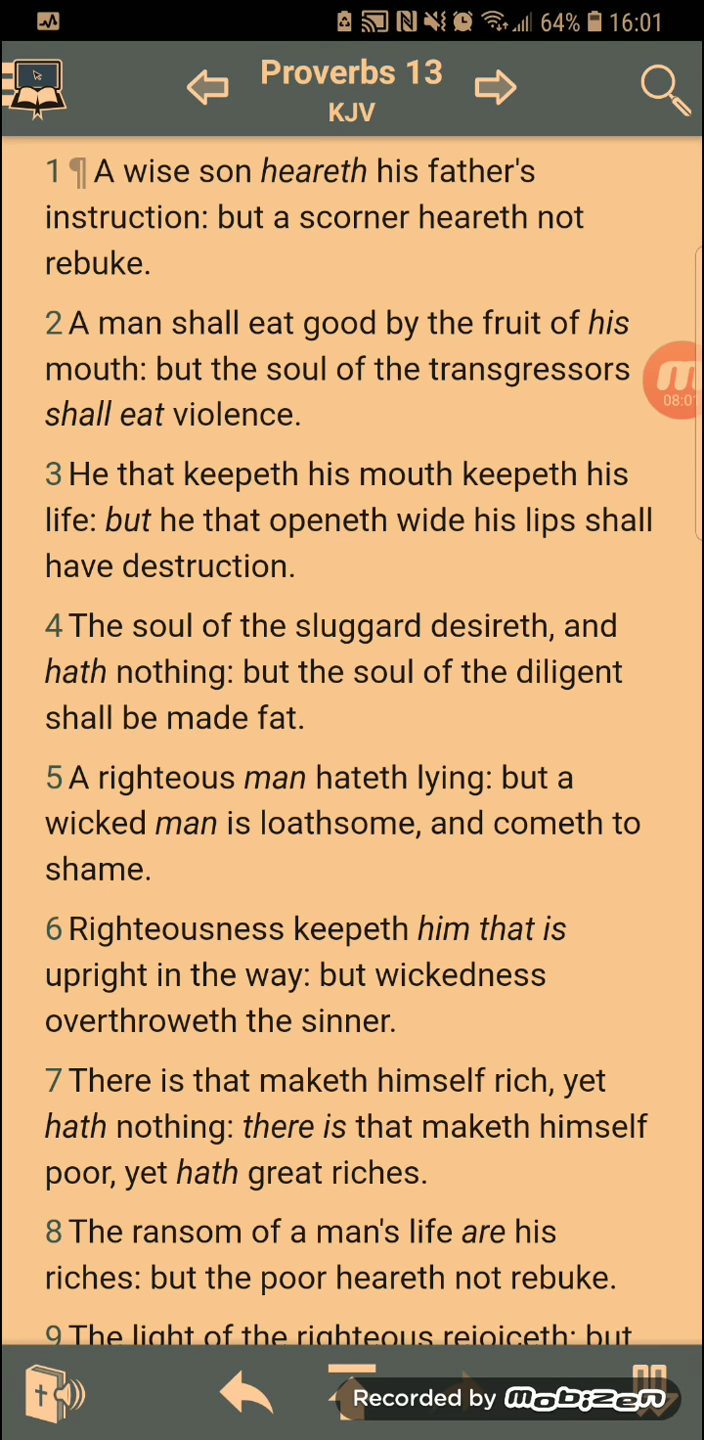 64% 16:01
Proverbs 13
KJV
1 ¶ A wise son heareth his father's
instruction: but a scorner heareth not
rebuke.
2 A man shall eat good by the fruit of his
mouth: but the soul of the transgressors
shall eat violence.
08:01
3 He that keepeth his mouth keepeth his
life: but he that openeth wide his lips shall
have destruction.
4 The soul of the sluggard desireth, and
hath nothing: but the soul of the diligent
shall be made fat.
5 A righteous man hateth lying: but a
wicked man is loathsome, and cometh to
shame.
6 Righteousness keepeth him that is
upright in the way: but wickedness
overthroweth the sinner.
7 There is that maketh himself rich, yet
hath nothing: there is that maketh himself
poor, yet hath great riches.
8 The ransom of a man's life are his
riches: but the poor heareth not rebuke.
9 The light of the righteous rejoiceth: but
Recorded by mobizen